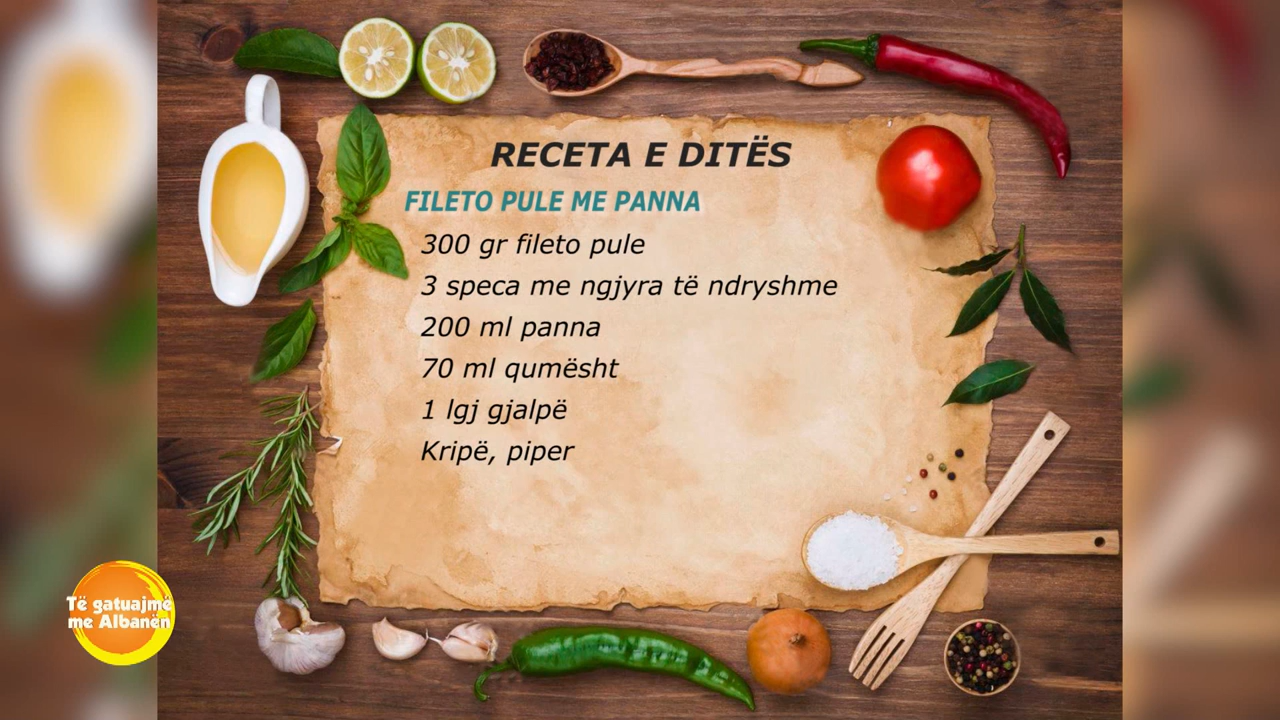 RECETA E DITËS
FILETO PULE ME PANNA
300 gr fileto pule
3 speca me ngjyra të ndryshme
200 ml panna
70 ml qumësht
1 lgj gjalpë
Kripë, piper
Të gatuajmë
me Albanën